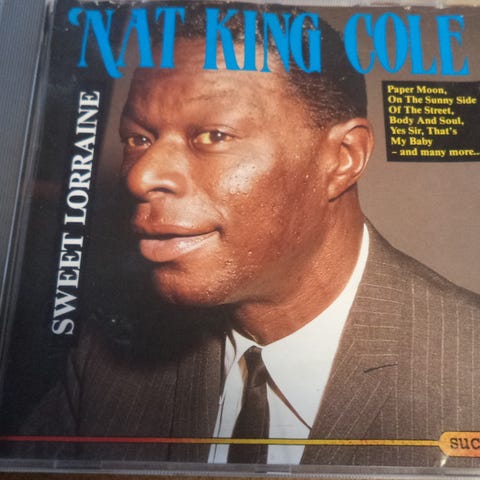 NAT KING COLE
SWEET LORRAINE
Paper Moon,
On The Sunny Side
Of The Street,
Body And Soul,
Yes Sir, That's
My Baby
– and many more...